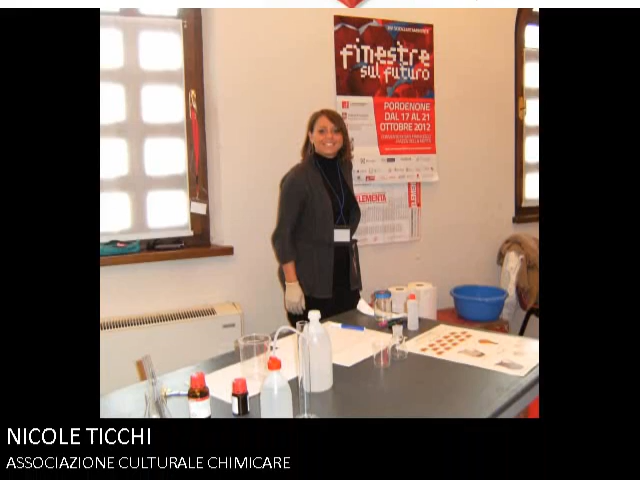 finestre
sul futuro
PORDENONE
DAL 17 AL 21
OTTOBRE 2012
NICOLE TICCHI
ASSOCIAZIONE CULTURALE CHIMICARE